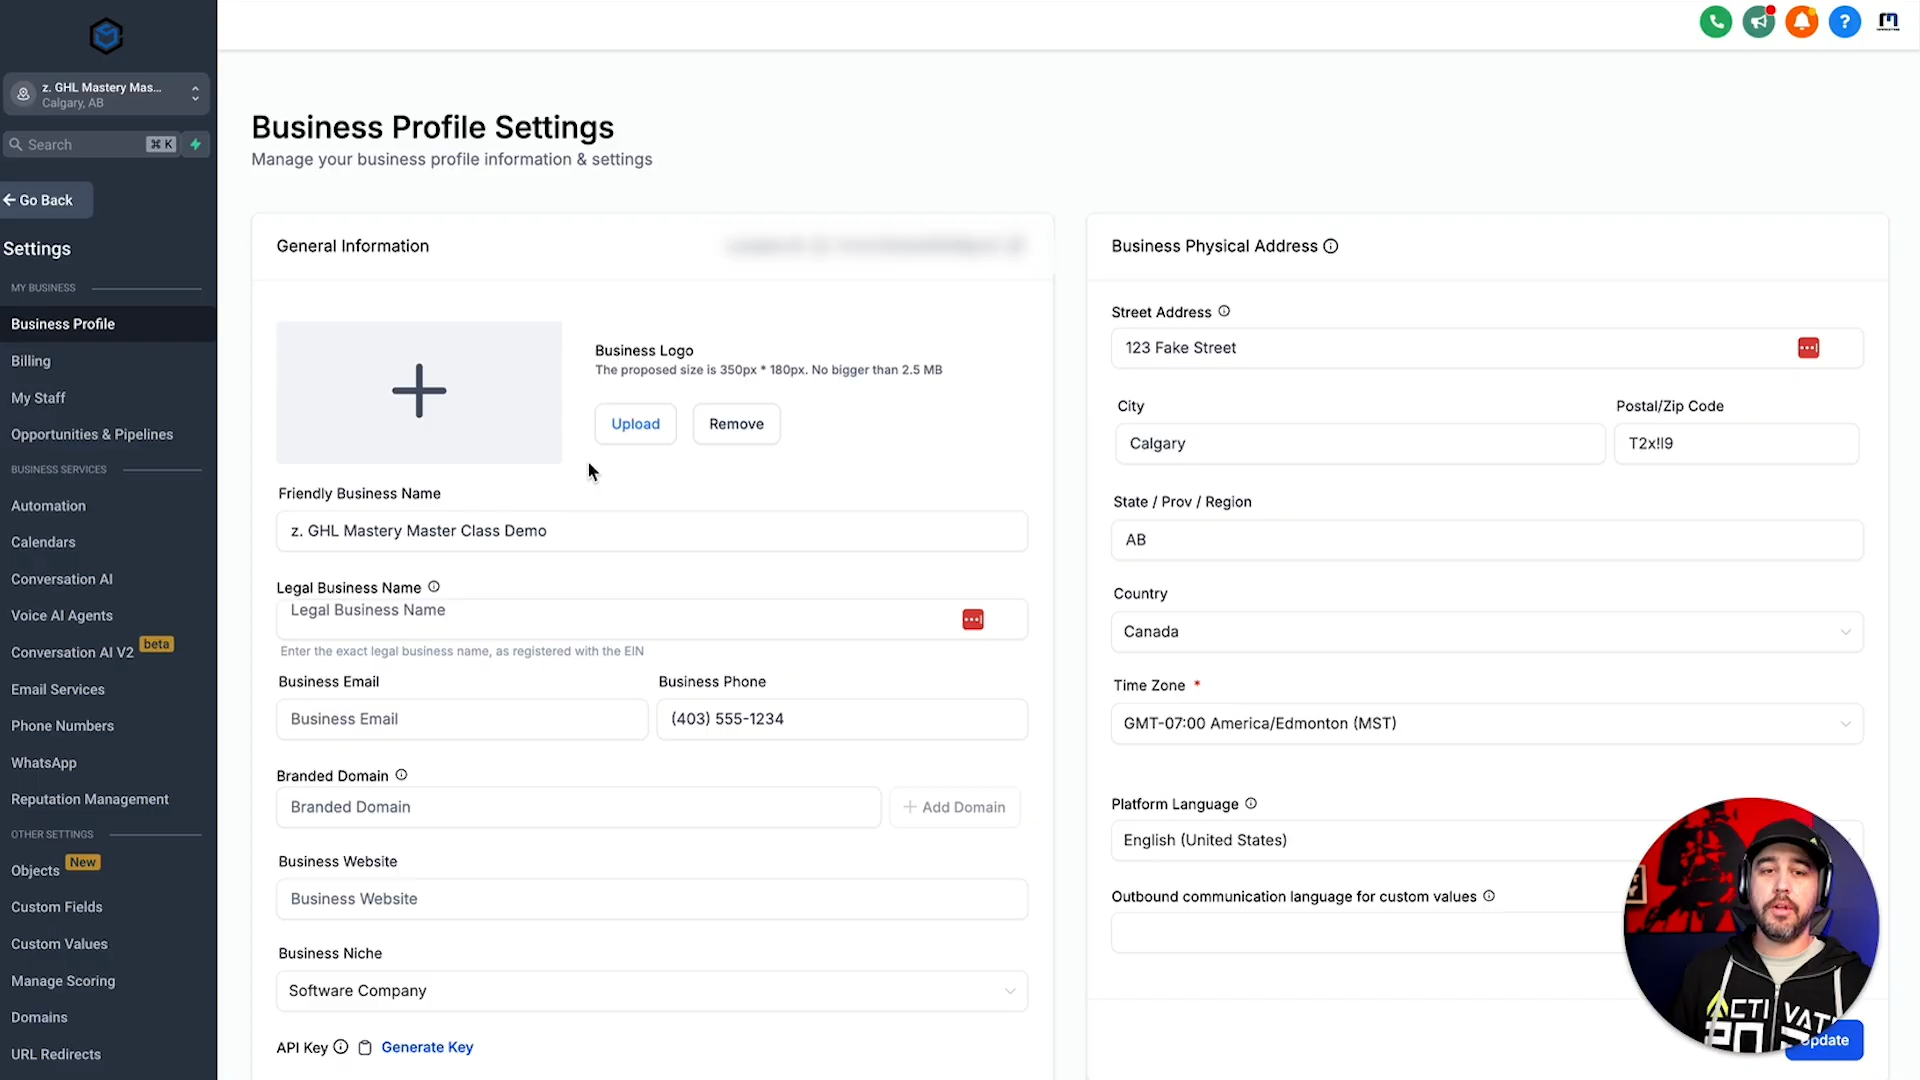 z. GHL Mastery Mas...
Calgary, AB
Search
⌘ K
Go Back
Settings
MY BUSINESS
Business Profile
Billing
My Staff
Opportunities & Pipelines
BUSINESS SERVICES
Automation
Calendars
Conversation AI
Voice AI Agents
Conversation AI V2 beta
Email Services
Phone Numbers
WhatsApp
Reputation Management
OTHER SETTINGS
Objects New
Custom Fields
Custom Values
Manage Scoring
Domains
URL Redirects
Business Profile Settings
Manage your business profile information & settings
General Information
Business Logo
The proposed size is 350px * 180px. No bigger than 2.5 MB
Upload
Remove
Friendly Business Name
z. GHL Mastery Master Class Demo
Legal Business Name
Legal Business Name
Enter the exact legal business name, as registered with the EIN
Business Email
Business Phone
Business Email
(403) 555-1234
Branded Domain
Branded Domain
+ Add Domain
Business Website
Business Website
Business Niche
Software Company
API Key
Generate Key
Business Physical Address
Street Address
123 Fake Street
City
Postal/Zip Code
Calgary
T2x!I9
State / Prov / Region
AB
Country
Canada
Time Zone *
GMT-07:00 America/Edmonton (MST)
Platform Language
English (United States)
Outbound communication language for custom values
Update